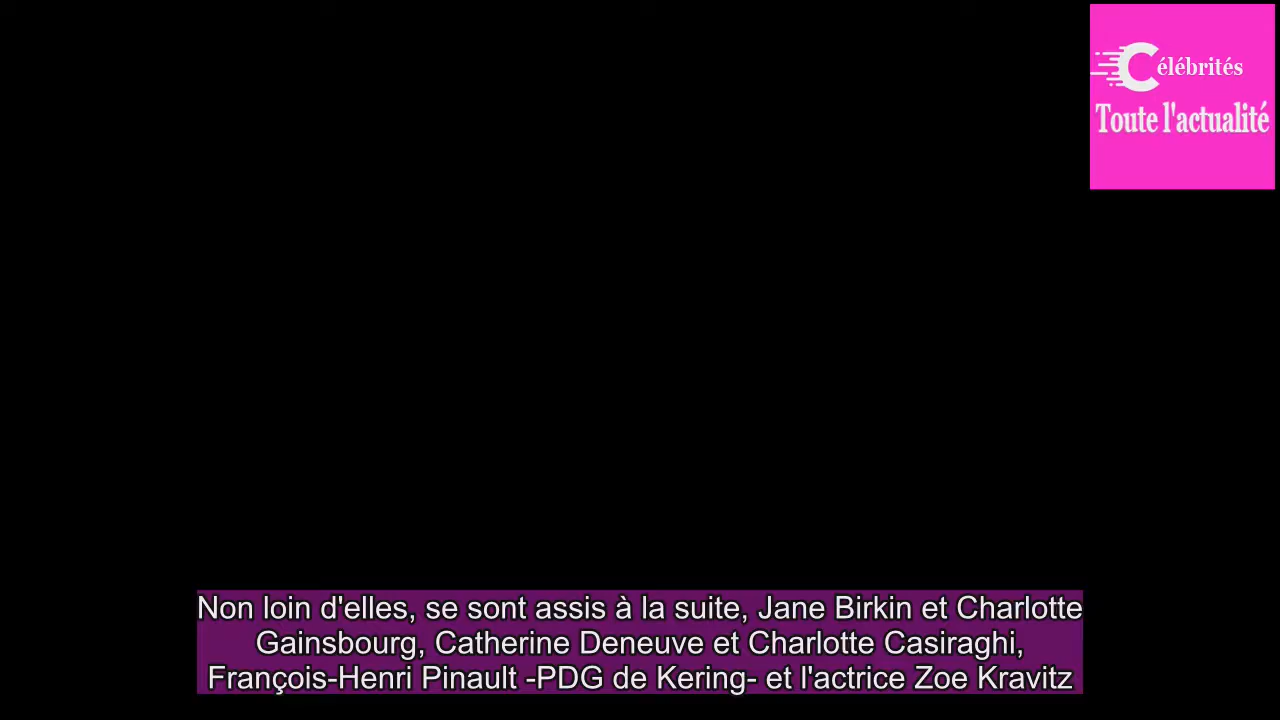 Célébrités
Toute l'actualité
Non loin d'elles, se sont assis à la suite, Jane Birkin et Charlotte
Gainsbourg, Catherine Deneuve et Charlotte Casiraghi,
François-Henri Pinault -PDG de Kering- et l'actrice Zoe Kravitz